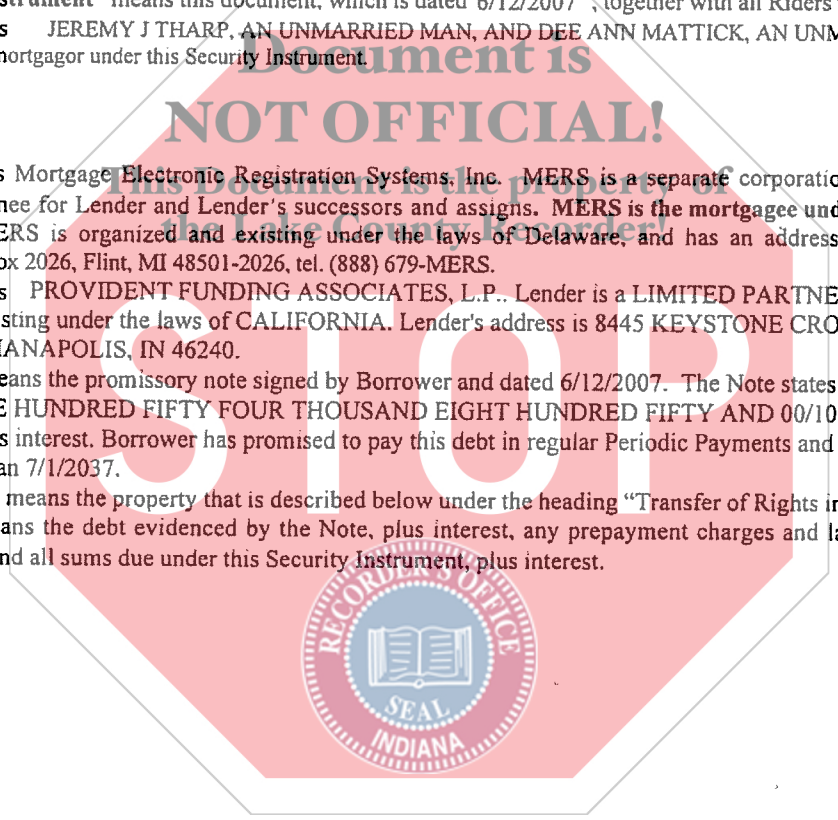 strument" means this document, which is dated 6/12/2007 , together with all Riders
s JEREMY J THARP, AN UNMARRIED MAN, AND DEE ANN MATTICK, AN UNM
mortgagor under this Security Instrument.
Document is
NOT OFFICIAL!
This Document is the property of
the Lake County Recorder!
s Mortgage Electronic Registration Systems, Inc. MERS is a separate corporatio
nee for Lender and Lender's successors and assigns. MERS is the mortgagee und
ERS is organized and existing under the laws of Delaware, and has an address
ox 2026, Flint, MI 48501-2026, tel. (888) 679-MERS.
s PROVIDENT FUNDING ASSOCIATES, L.P.. Lender is a LIMITED PARTNE
sting under the laws of CALIFORNIA. Lender's address is 8445 KEYSTONE CRO
IANAPOLIS, IN 46240.
eans the promissory note signed by Borrower and dated 6/12/2007. The Note states
E HUNDRED FIFTY FOUR THOUSAND EIGHT HUNDRED FIFTY AND 00/10
s interest. Borrower has promised to pay this debt in regular Periodic Payments and
an 7/1/2037.
means the property that is described below under the heading “Transfer of Rights in
ans the debt evidenced by the Note, plus interest, any prepayment charges and la
nd all sums due under this Security Instrument, plus interest.
STOP
RECORDER'S OFFICE
SEAL
INDIANA